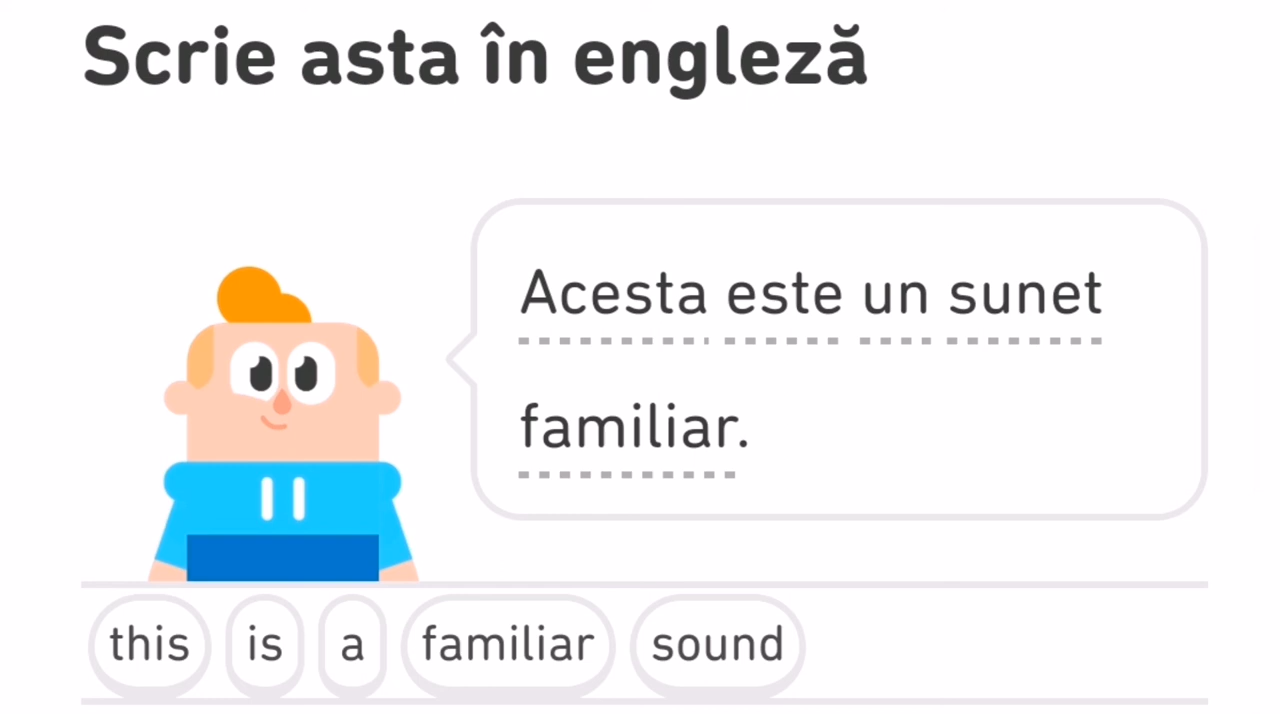 Scrie asta în engleză
Acesta este un sunet
familiar.
this is a familiar sound